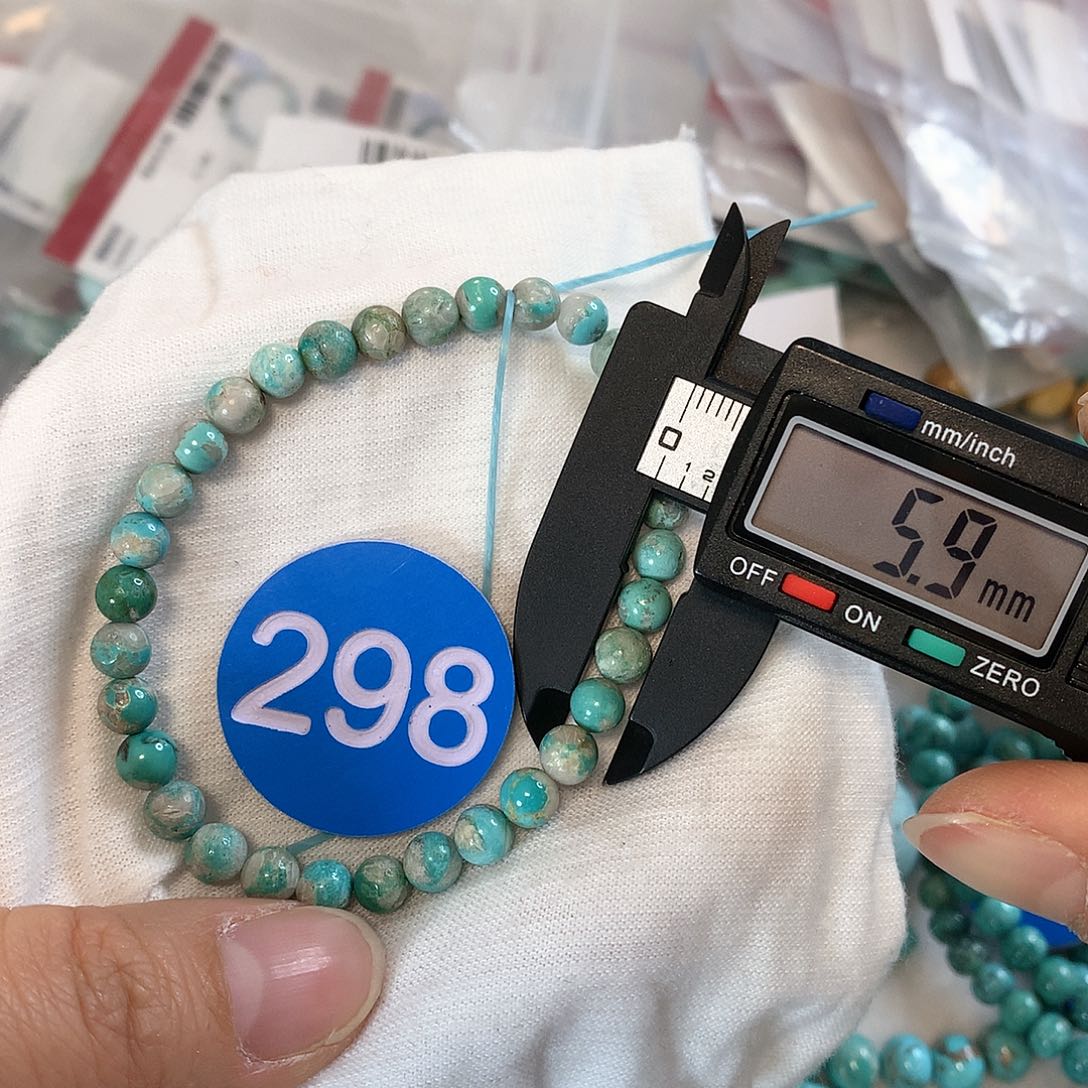 0
1 2
mm/inch
5.9 mm
OFF
ON
ZERO
298